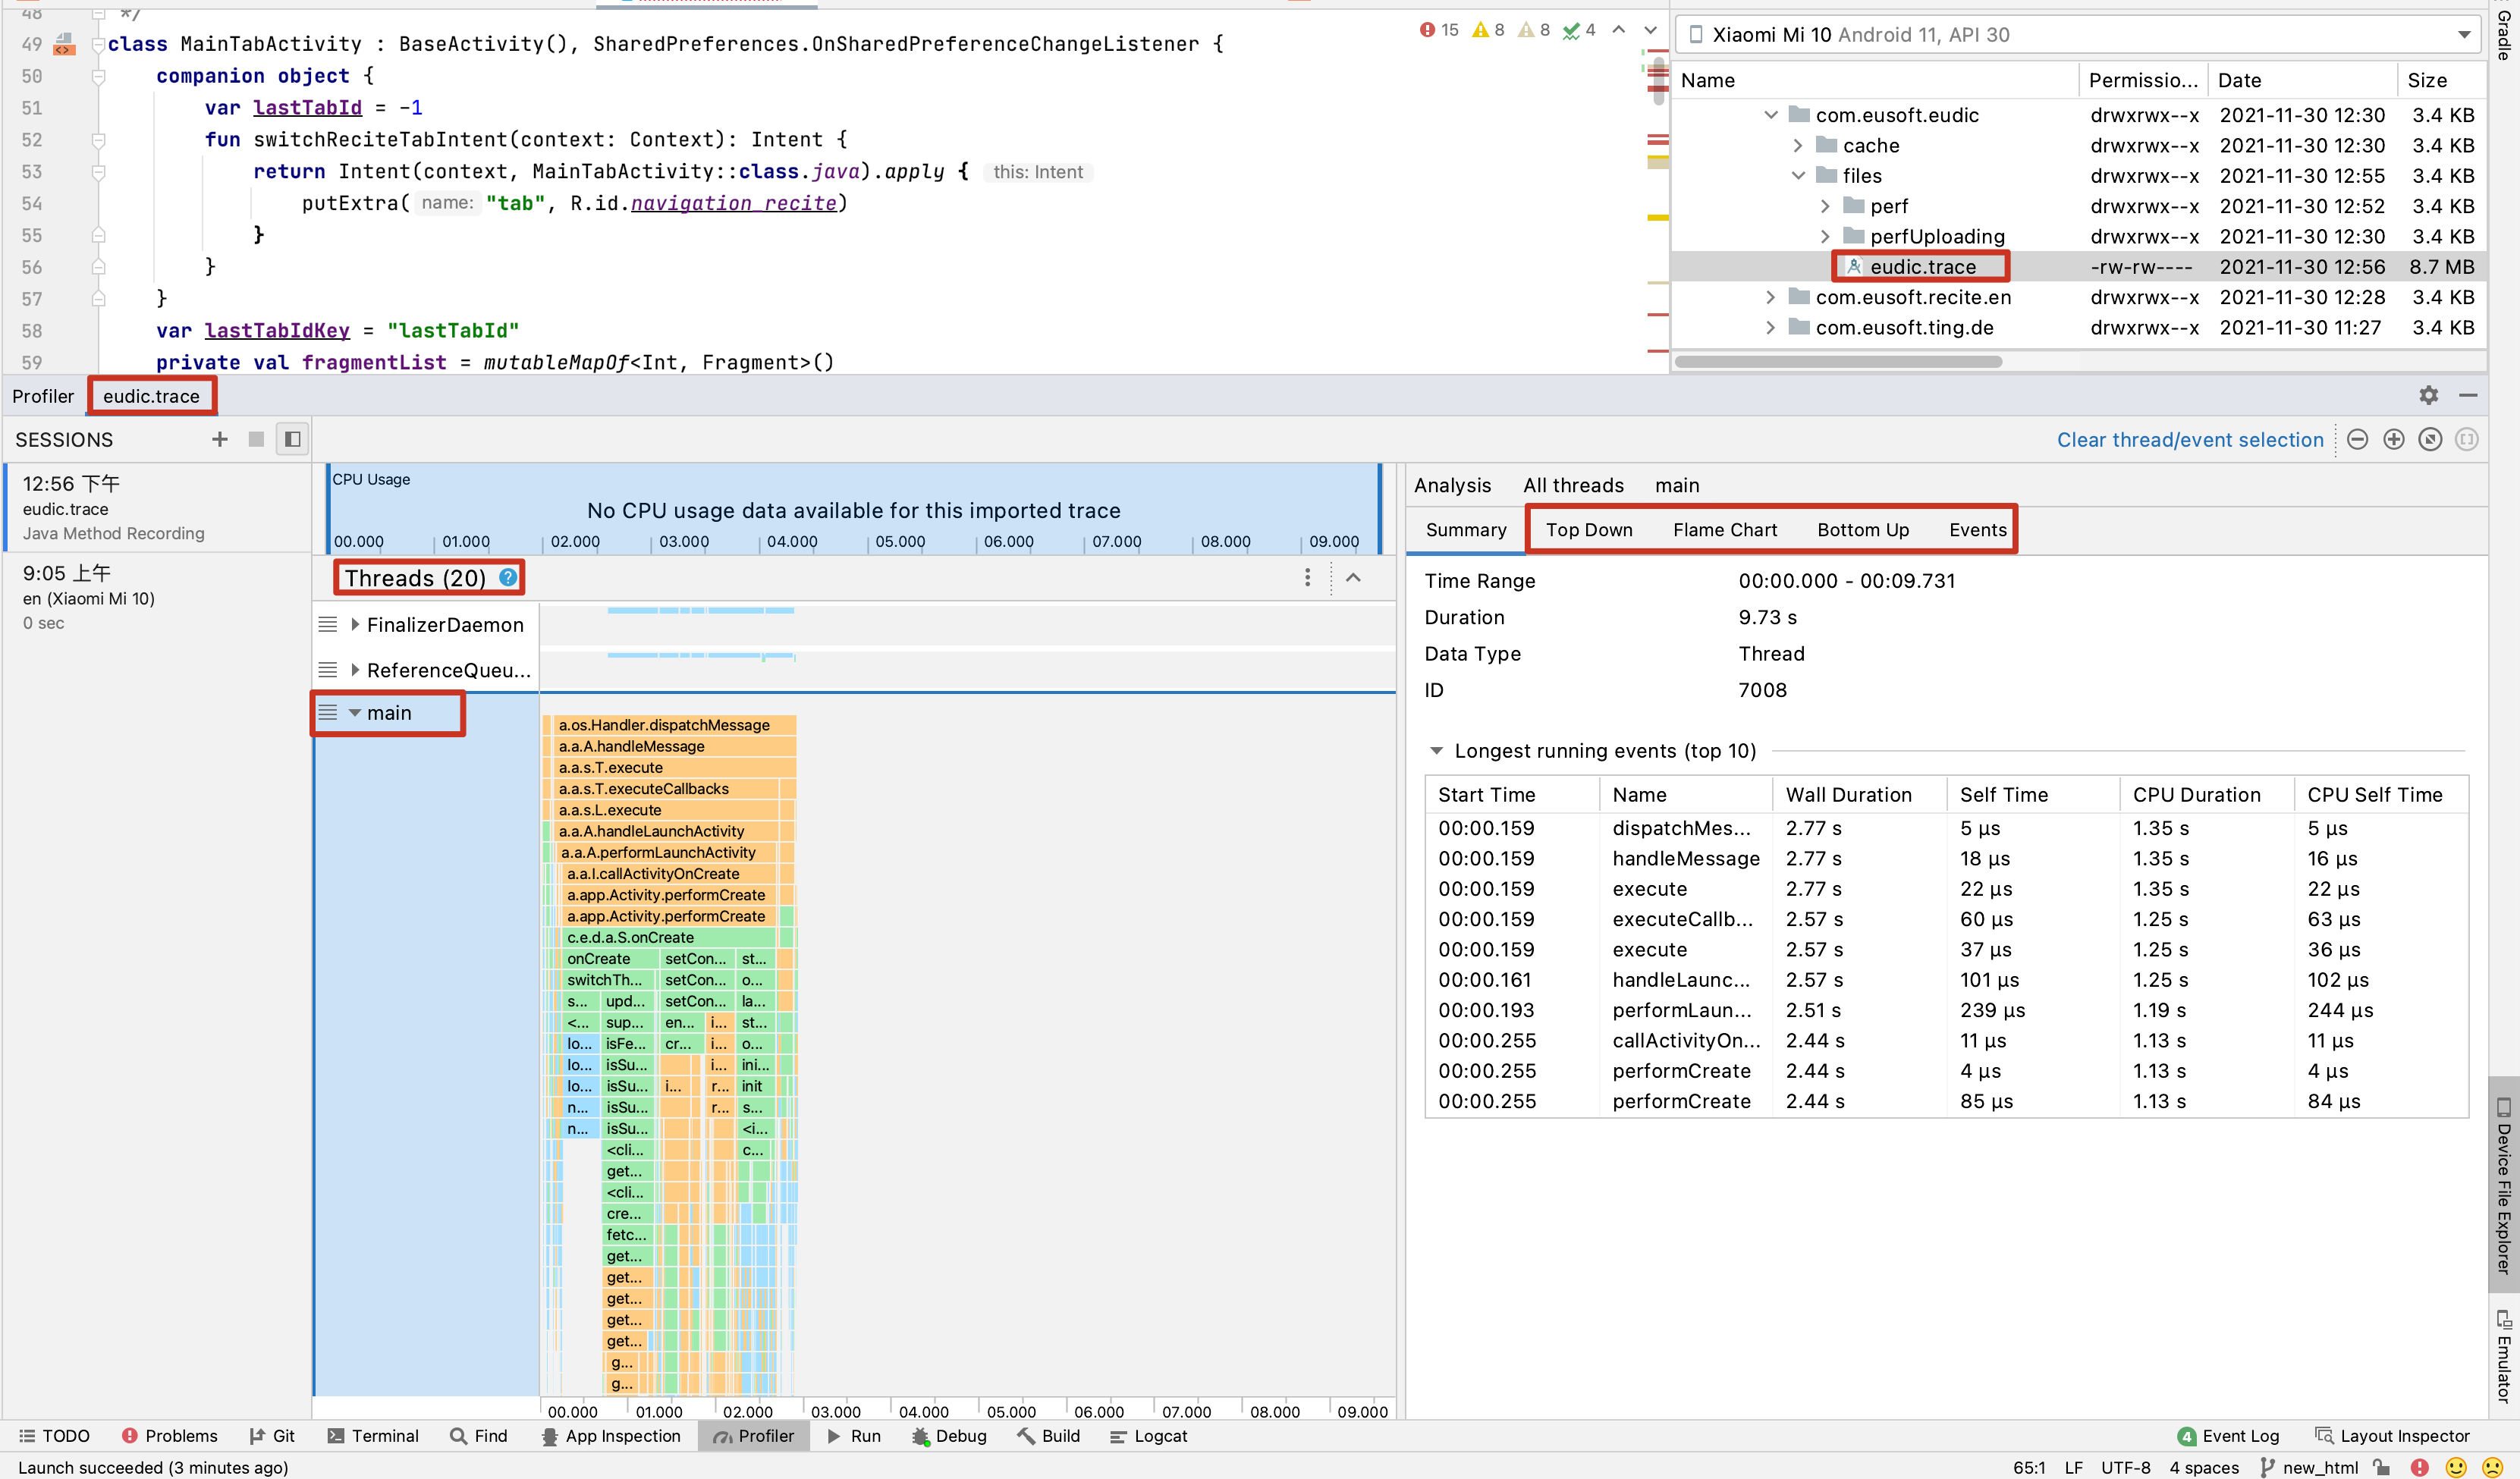 48 */
49 class MainTabActivity : BaseActivity(), SharedPreferences.OnSharedPreferenceChangeListener {
50 companion object {
51 var lastTabId = -1
52 fun switchReciteTabIntent(context: Context): Intent {
53 return Intent(context, MainTabActivity::class.java).apply { this: Intent
54 putExtra( name: "tab", R.id.navigation_recite)
55 }
56 }
57 }
58 var lastTabIdKey = "lastTabId"
59 private val fragmentList = mutableMapOf<Int, Fragment>()
15 8 8 4
Xiaomi Mi 10 Android 11, API 30
Name Permissio... Date Size
com.eusoft.eudic drwxrwx--x 2021-11-30 12:30 3.4 KB
cache drwxrwx--x 2021-11-30 12:30 3.4 KB
files drwxrwx--x 2021-11-30 12:55 3.4 KB
perf drwxrwx--x 2021-11-30 12:52 3.4 KB
perfUploading drwxrwx--x 2021-11-30 12:30 3.4 KB
eudic.trace -rw-rw---- 2021-11-30 12:56 8.7 MB
com.eusoft.recite.en drwxrwx--x 2021-11-30 12:28 3.4 KB
com.eusoft.ting.de drwxrwx--x 2021-11-30 11:27 3.4 KB
Gradle
Profiler eudic.trace
SESSIONS
Clear thread/event selection
12:56 下午
eudic.trace
Java Method Recording
9:05 上午
en (Xiaomi Mi 10)
0 sec
CPU Usage
No CPU usage data available for this imported trace
00.000 01.000 02.000 03.000 04.000 05.000 06.000 07.000 08.000 09.000
Threads (20) ?
FinalizerDaemon
ReferenceQueu...
main
a.os.Handler.dispatchMessage
a.a.A.handleMessage
a.a.s.T.execute
a.a.s.T.executeCallbacks
a.a.s.L.execute
a.a.A.handleLaunchActivity
a.a.A.performLaunchActivity
a.a.I.callActivityOnCreate
a.app.Activity.performCreate
a.app.Activity.performCreate
c.e.d.a.S.onCreate
onCreate setCon... st...
switchTh... setCon... o...
s... upd... setCon... la...
<... sup... en... i... st...
lo... isFe... cr... i... o...
lo... isSu... i... ini...
lo... isSu... i... r... init
n... isSu... r... s...
n... isSu... <i...
<cli... c...
get...
<cli...
cre...
fetc...
get...
get...
get...
get...
get...
g...
g...
00.000 01.000 02.000 03.000 04.000 05.000 06.000 07.000 08.000 09.000
Analysis All threads main
Summary Top Down Flame Chart Bottom Up Events
Time Range 00:00.000 - 00:09.731
Duration 9.73 s
Data Type Thread
ID 7008
Longest running events (top 10)
Start Time Name Wall Duration Self Time CPU Duration CPU Self Time
00:00.159 dispatchMes... 2.77 s 5 μs 1.35 s 5 μs
00:00.159 handleMessage 2.77 s 18 μs 1.35 s 16 μs
00:00.159 execute 2.77 s 22 μs 1.35 s 22 μs
00:00.159 executeCallb... 2.57 s 60 μs 1.25 s 63 μs
00:00.159 execute 2.57 s 37 μs 1.25 s 36 μs
00:00.161 handleLaunc... 2.57 s 101 μs 1.25 s 102 μs
00:00.193 performLaun... 2.51 s 239 μs 1.19 s 244 μs
00:00.255 callActivityOn... 2.44 s 11 μs 1.13 s 11 μs
00:00.255 performCreate 2.44 s 4 μs 1.13 s 4 μs
00:00.255 performCreate 2.44 s 85 μs 1.13 s 84 μs
Device File Explorer
Emulator
TODO Problems Git Terminal Find App Inspection Profiler Run Debug Build Logcat 4 Event Log Layout Inspector
Launch succeeded (3 minutes ago) 65:1 LF UTF-8 4 spaces new_html